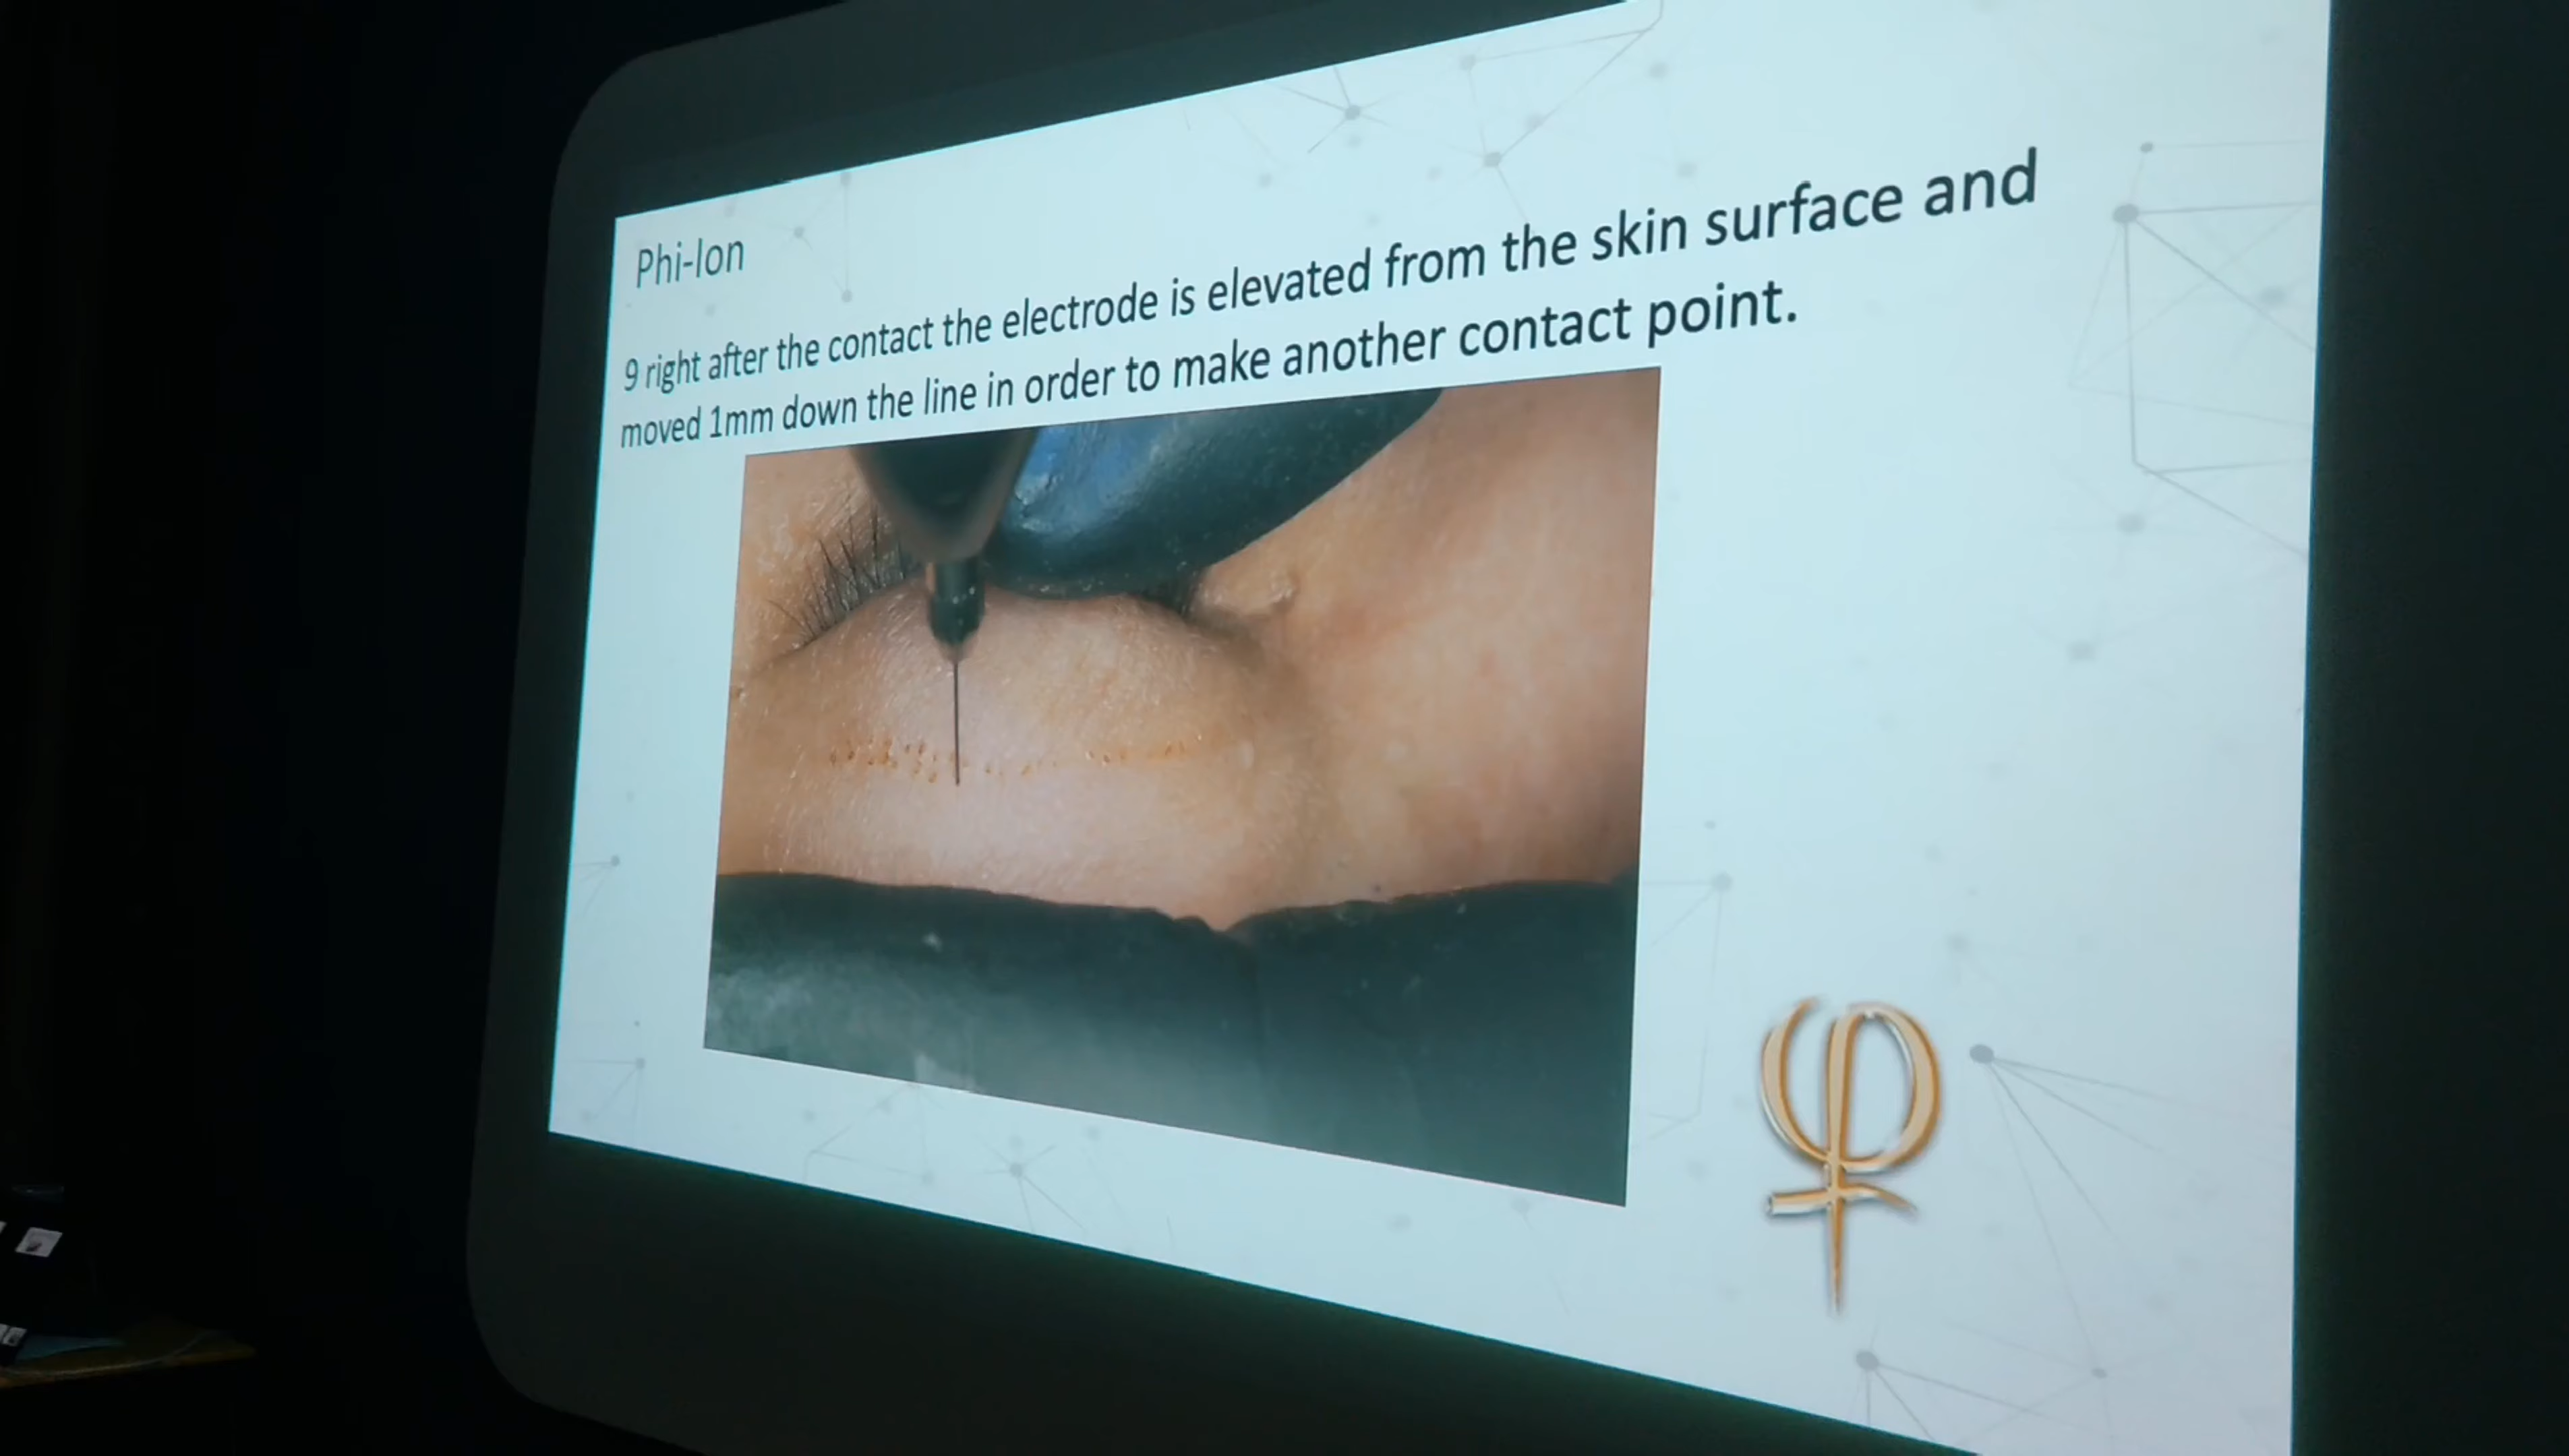 Phi-Ion
9 right after the contact the electrode is elevated from the skin surface and
moved 1mm down the line in order to make another contact point.